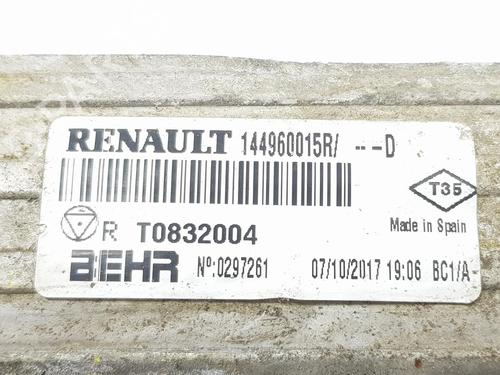 RENAULT 144960015R/ -- -D
T35
Made in Spain
R T0832004
BEHR Nº:0297261 07/10/2017 19:06 BC1/A